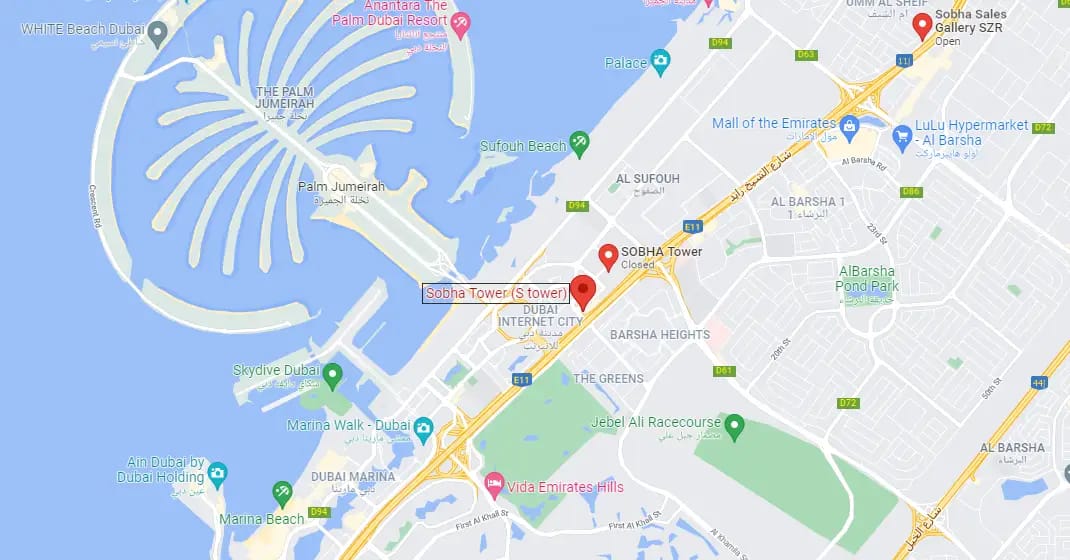 Anantara The
Palm Dubai Resort
منتجع أنانتارا
النخلة دبي
WHITE Beach Dubai
UMM AL SHEIF
أم الشيف
Sobha Sales
Gallery SZR
Open
D94
D63
11
Palace
THE PALM
JUMEIRAH
نخلة جميرا
Mall of the Emirates
مول الإمارات
LuLu Hypermarket
- Al Barsha
لولو هايبرماركت
D72
Sufouh Beach
Al Barsha Rd
شارع الشيخ زايد
AL SUFOUH
الصفوح
Palm Jumeirah
نخلة الجميرة
Crescent Rd
D94
D86
AL BARSHA 1
البرشاء 1
E11
23rd St
SOBHA Tower
Closed
AlBarsha
Pond Park
حديقة البرشاء
Sobha Tower (S tower)
DUBAI
INTERNET CITY
مدينة دبي
للإنترنت
BARSHA HEIGHTS
20th St
Skydive Dubai
سكاي دايف دبي
E11
THE GREENS
D61
44
50th St
D72
Marina Walk - Dubai
ممشى مارينا دبي
Jebel Ali Racecourse
مضمار جبل علي
AL BARSHA
البرشاء
Ain Dubai by
Dubai Holding
عين دبي
DUBAI MARINA
دبي مارينا
Vida Emirates Hills
Marina Beach
D94
First Al Khail St
First Al Khail St
Al Khamila St
شارع الخيل